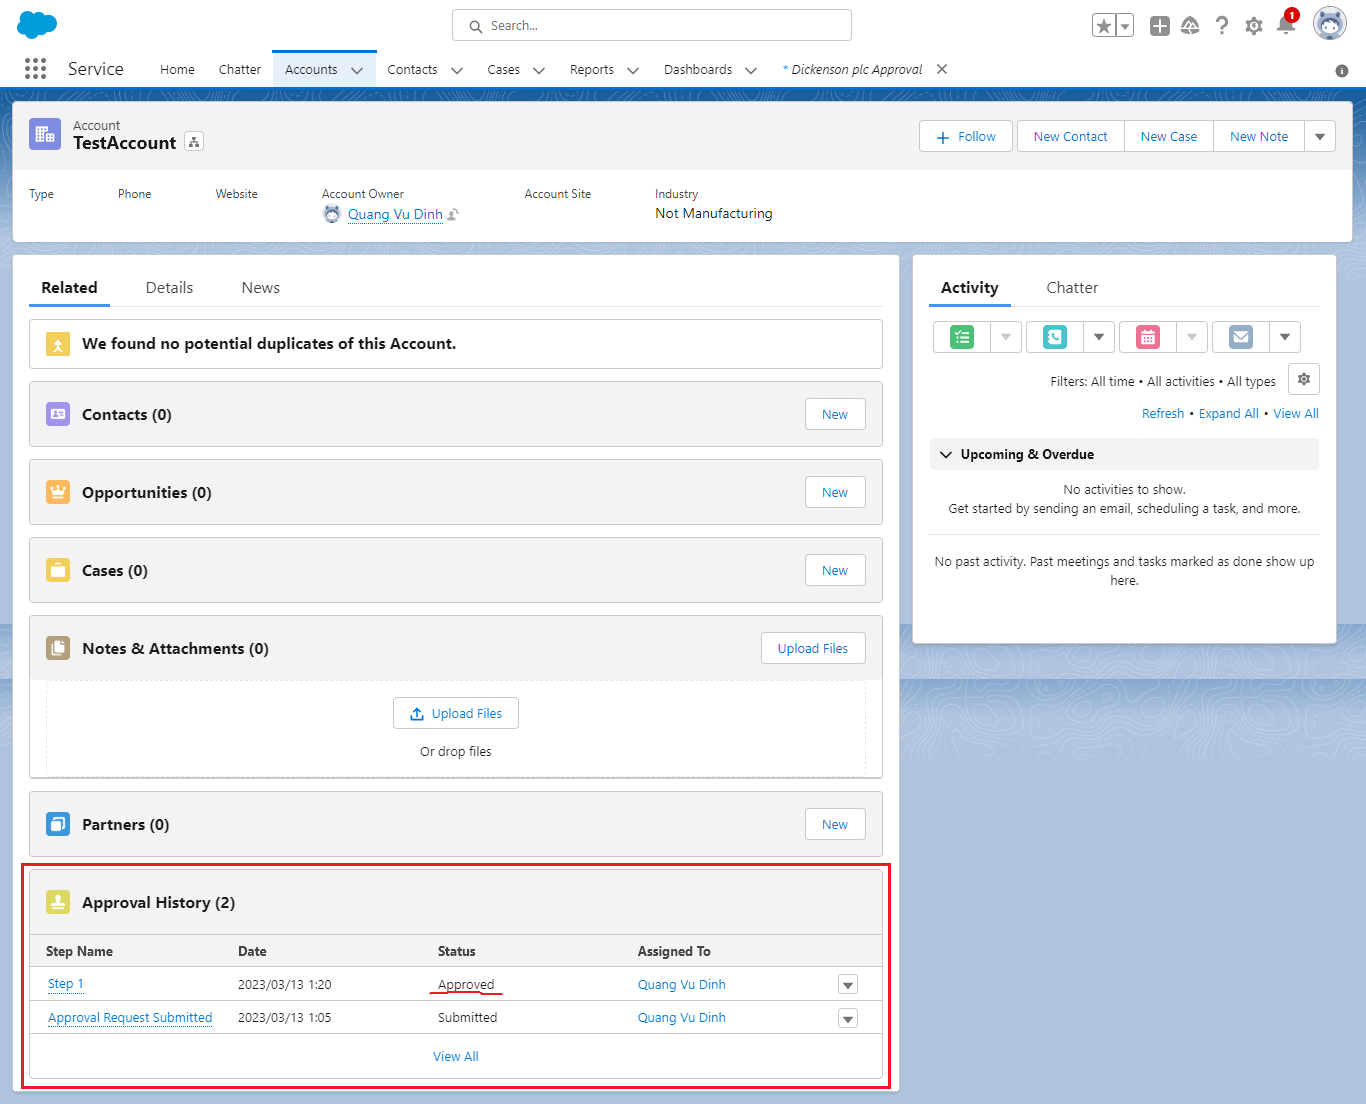 Search...
1
Service
Home
Chatter
Accounts
Contacts
Cases
Reports
Dashboards
* Dickenson plc Approval
Account
TestAccount
Follow
New Contact
New Case
New Note
Type
Phone
Website
Account Owner
Account Site
Industry
Quang Vu Dinh
Not Manufacturing
Related
Details
News
We found no potential duplicates of this Account.
Contacts (0)
New
Opportunities (0)
New
Cases (0)
New
Notes & Attachments (0)
Upload Files
Upload Files
Or drop files
Partners (0)
New
Approval History (2)
Step Name Date Status Assigned To
Step 1 2023/03/13 1:20 Approved Quang Vu Dinh
Approval Request Submitted 2023/03/13 1:05 Submitted Quang Vu Dinh
View All
Activity
Chatter
Filters: All time • All activities • All types
Refresh • Expand All • View All
Upcoming & Overdue
No activities to show.
Get started by sending an email, scheduling a task, and more.
No past activity. Past meetings and tasks marked as done show up
here.